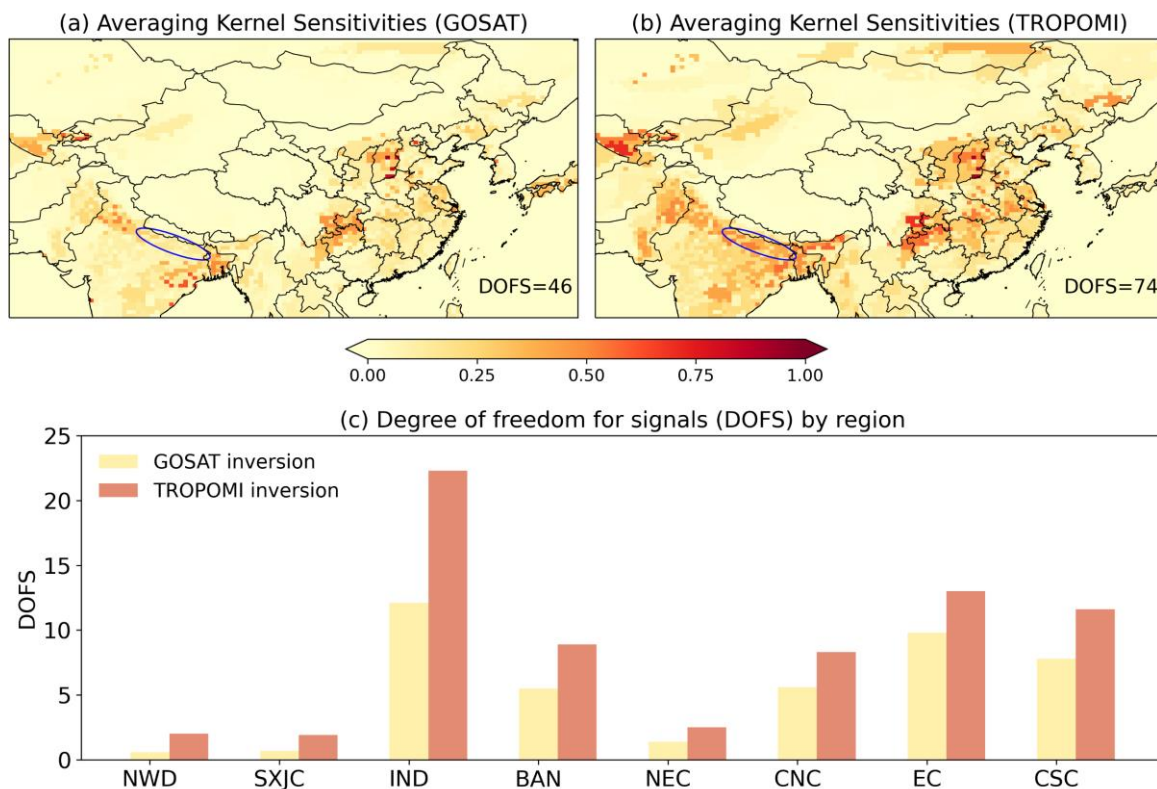 (a) Averaging Kernel Sensitivities (GOSAT)
(b) Averaging Kernel Sensitivities (TROPOMI)
DOFS=46
DOFS=74
0.00 0.25 0.50 0.75 1.00
(c) Degree of freedom for signals (DOFS) by region
25
GOSAT inversion
TROPOMI inversion
20
15
DOFS
10
5
0
NWD SXJC IND BAN NEC CNC EC CSC